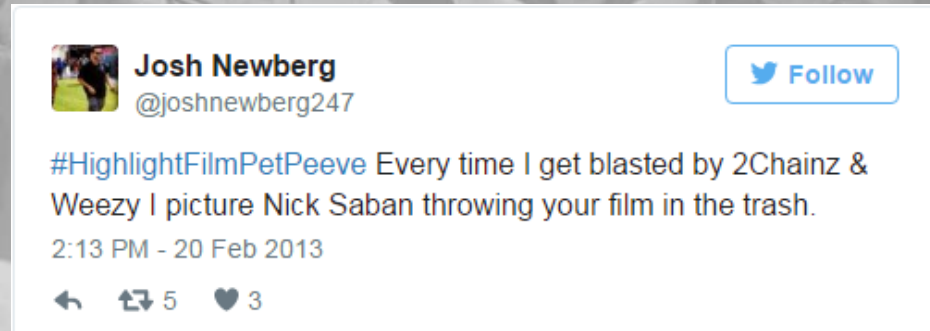 Josh Newberg
Follow
@joshnewberg247
#HighlightFilmPetPeeve Every time I get blasted by 2Chainz &
Weezy I picture Nick Saban throwing your film in the trash.
2:13 PM - 20 Feb 2013
5 3